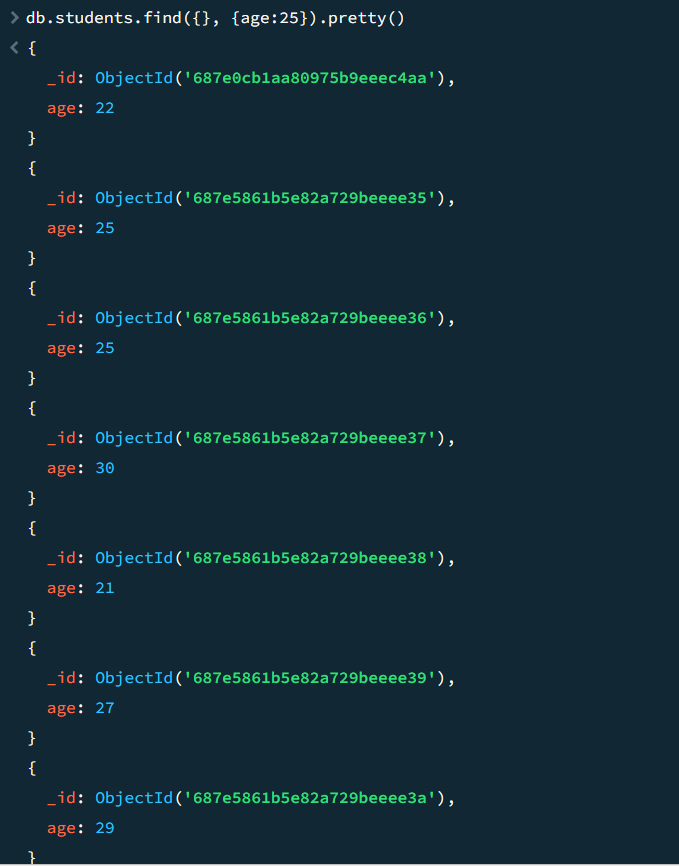 > db.students.find({}, {age:25}).pretty()
< {
_id: ObjectId('687e0cb1aa80975b9eeec4aa'),
age: 22
}
{
_id: ObjectId('687e5861b5e82a729beeee35'),
age: 25
}
{
_id: ObjectId('687e5861b5e82a729beeee36'),
age: 25
}
{
_id: ObjectId('687e5861b5e82a729beeee37'),
age: 30
}
{
_id: ObjectId('687e5861b5e82a729beeee38'),
age: 21
}
{
_id: ObjectId('687e5861b5e82a729beeee39'),
age: 27
}
{
_id: ObjectId('687e5861b5e82a729beeee3a'),
age: 29
}